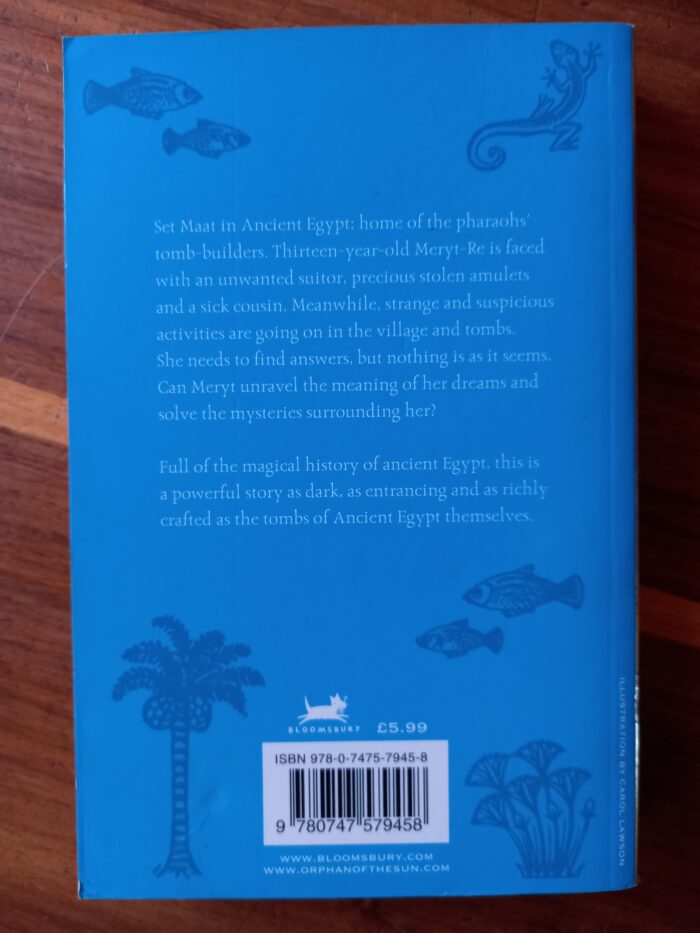 Set Maat in Ancient Egypt: home of the pharaohs'
tomb-builders. Thirteen-year-old Meryt-Re is faced
with an unwanted suitor, precious stolen amulets
and a sick cousin. Meanwhile, strange and suspicious
activities are going on in the village and tombs.
She needs to find answers, but nothing is as it seems.
Can Meryt unravel the meaning of her dreams and
solve the mysteries surrounding her?
Full of the magical history of ancient Egypt, this is
a powerful story as dark, as entrancing and as richly
crafted as the tombs of Ancient Egypt themselves.
BLOOMSBURY £5.99
ISBN 978-0-7475-7945-8
9 780747 579458
WWW.BLOOMSBURY.COM
WWW.ORPHANOFTHESUN.COM
ILLUSTRATION BY CAROL LAWSON